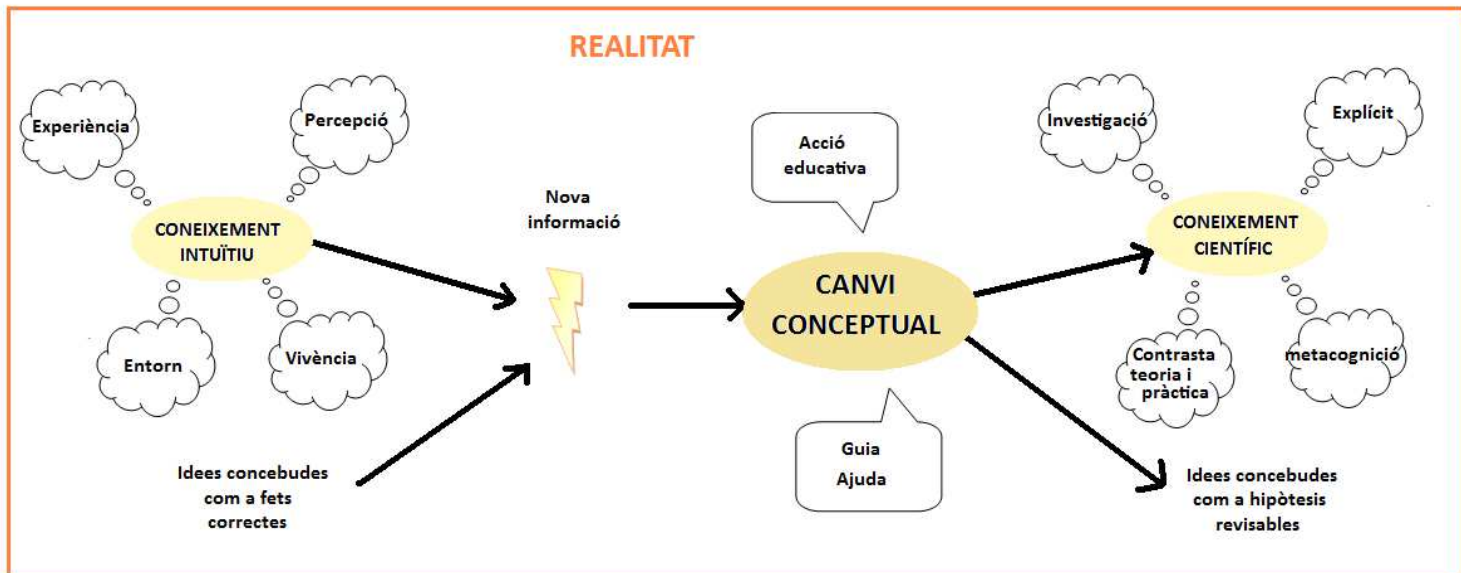 REALITAT
Experiència
Percepció
CONEIXEMENT
INTUÏTIU
Entorn
Vivència
Idees concebudes
com a fets
correctes
Nova
informació
Acció
educativa
CANVI
CONCEPTUAL
Guia
Ajuda
Investigació
Explícit
CONEIXEMENT
CIENTÍFIC
Contrasta
teoria i
pràctica
metacognició
Idees concebudes
com a hipòtesis
revisables